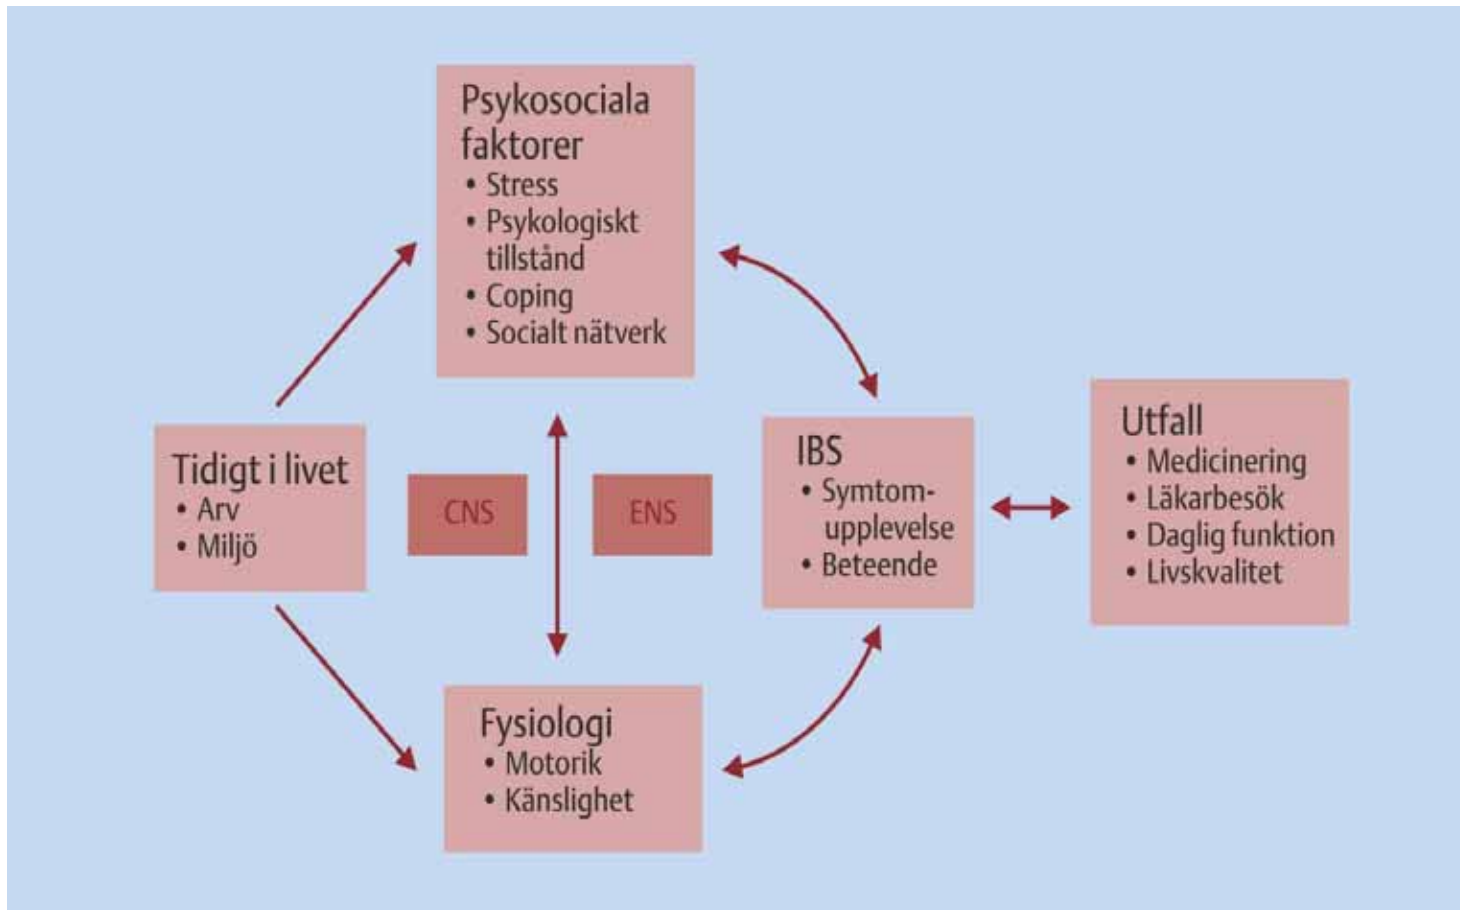 Psykosociala
faktorer
• Stress
• Psykologiskt
tillstånd
• Coping
• Socialt nätverk
Tidigt i livet
• Arv
• Miljö
CNS
ENS
IBS
• Symtom-
upplevelse
• Beteende
Utfall
• Medicinering
• Läkarbesök
• Daglig funktion
• Livskvalitet
Fysiologi
• Motorik
• Känslighet